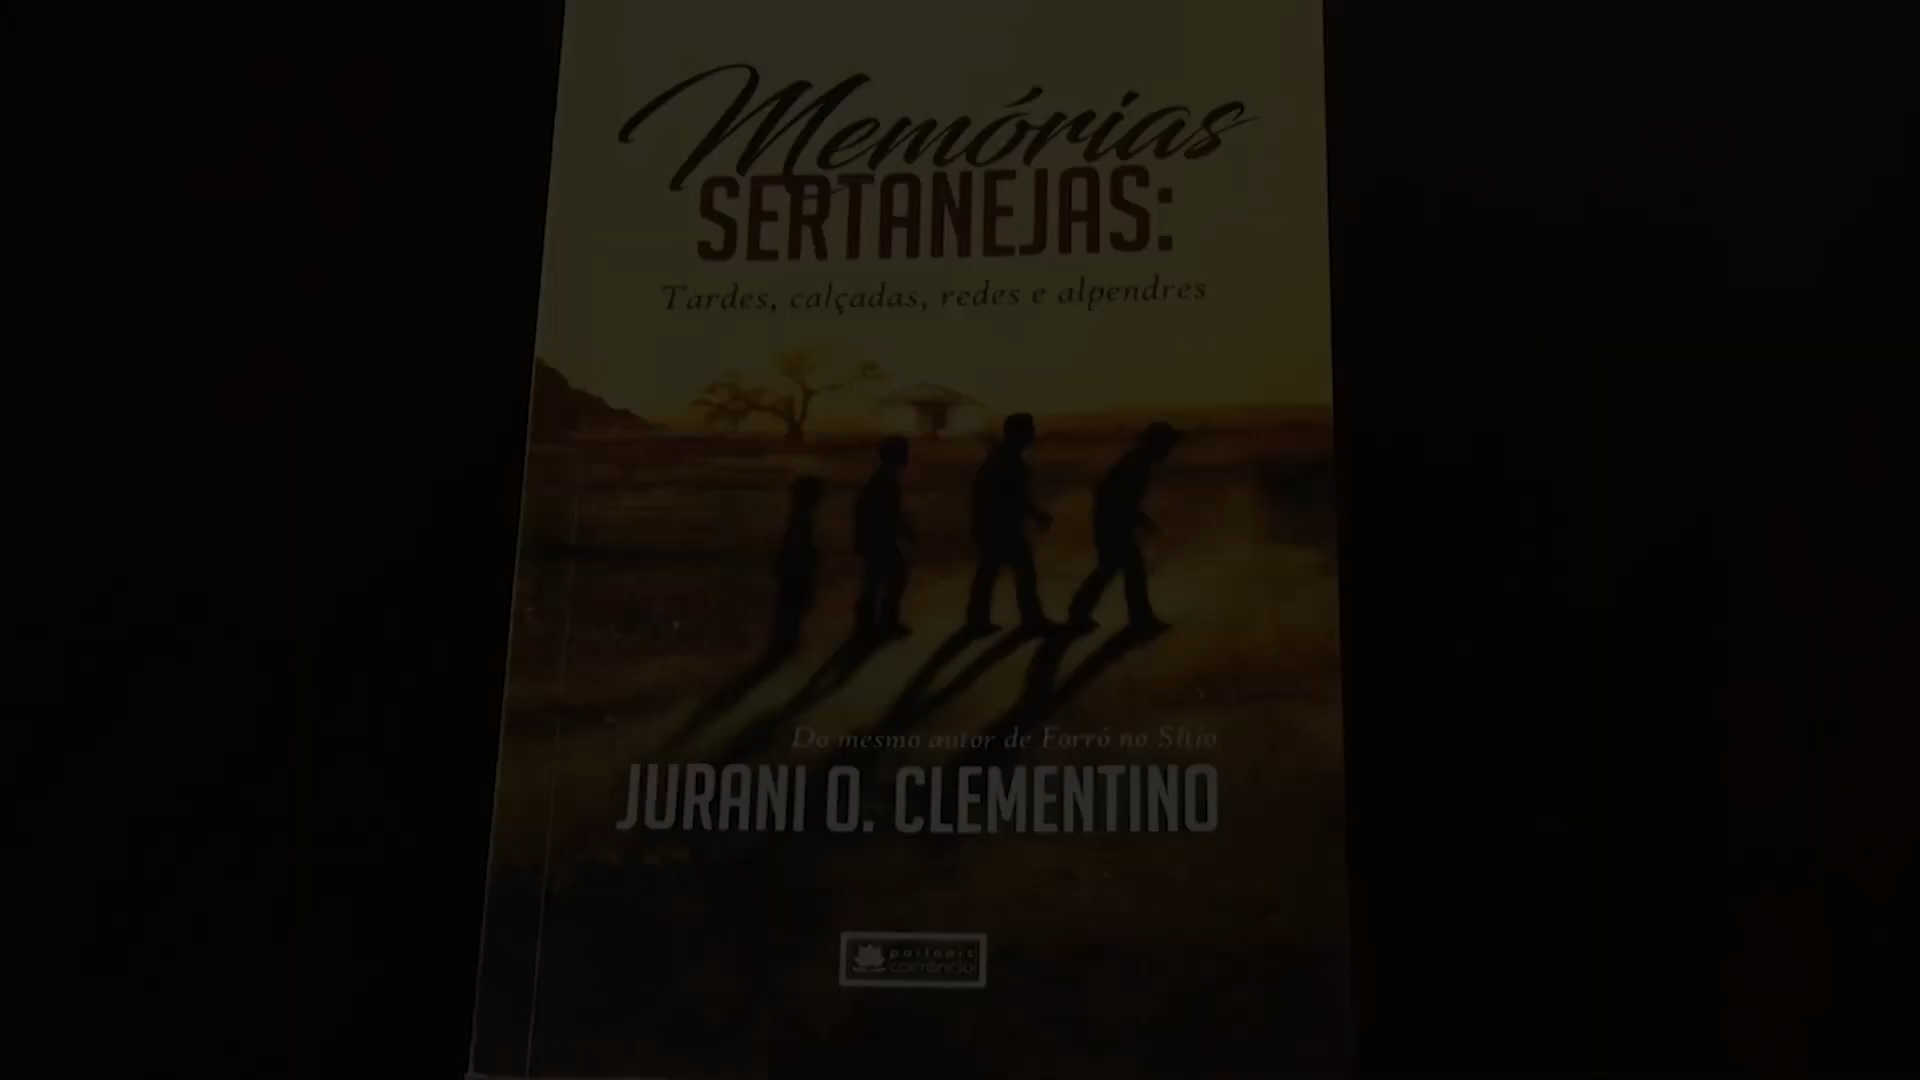 Memórias
SERTANEJAS:
Tardes, calçadas, redes e alpendres
Do mesmo autor de Forró no Sítio
JURANI O. CLEMENTINO